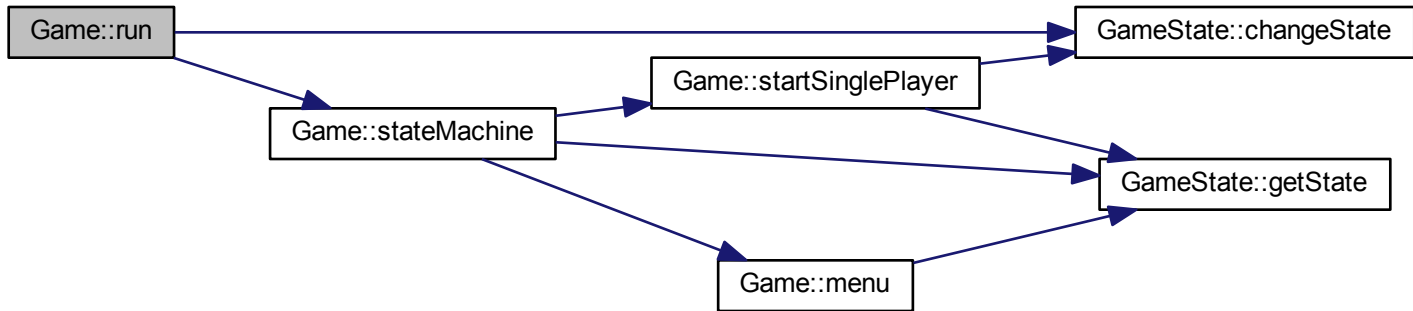 Game::run
GameState::changeState
Game::startSinglePlayer
Game::stateMachine
GameState::getState
Game::menu